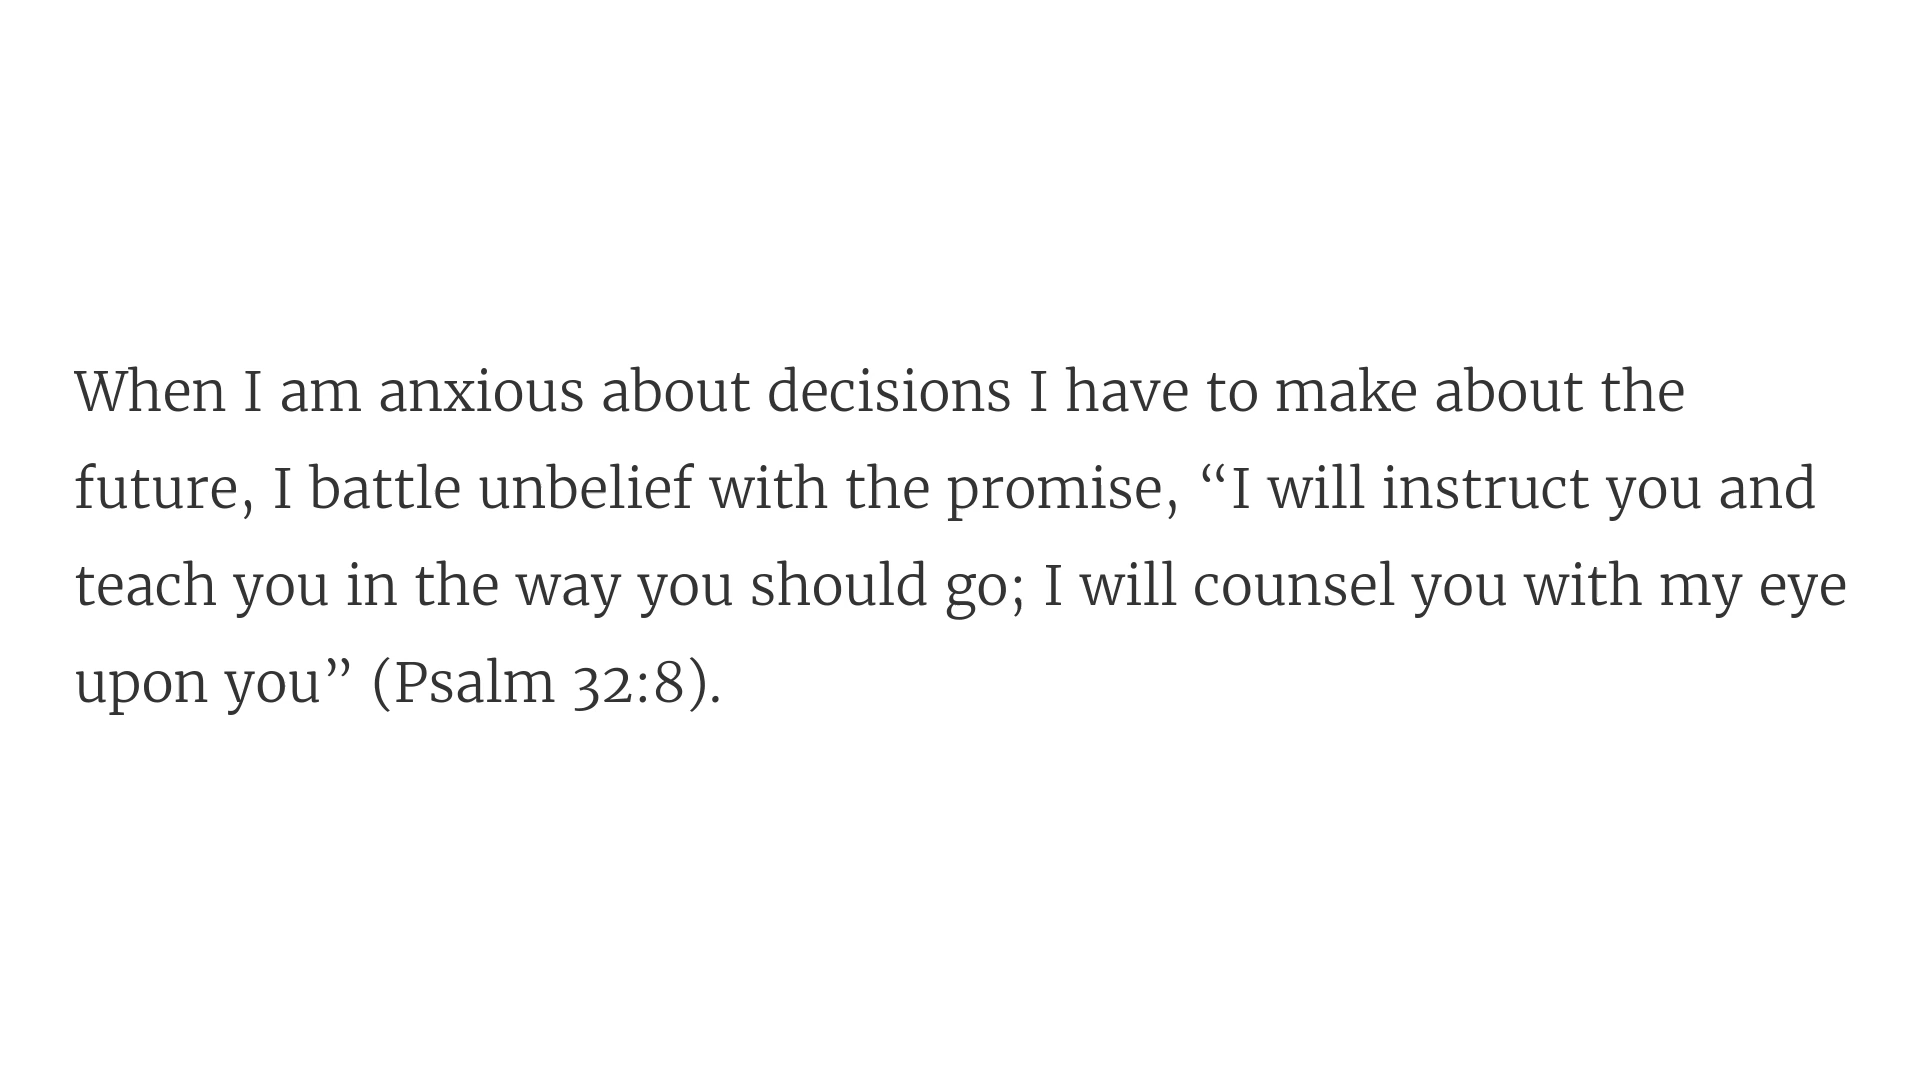 When I am anxious about decisions I have to make about the
future, I battle unbelief with the promise, “I will instruct you and
teach you in the way you should go; I will counsel you with my eye
upon you” (Psalm 32:8).